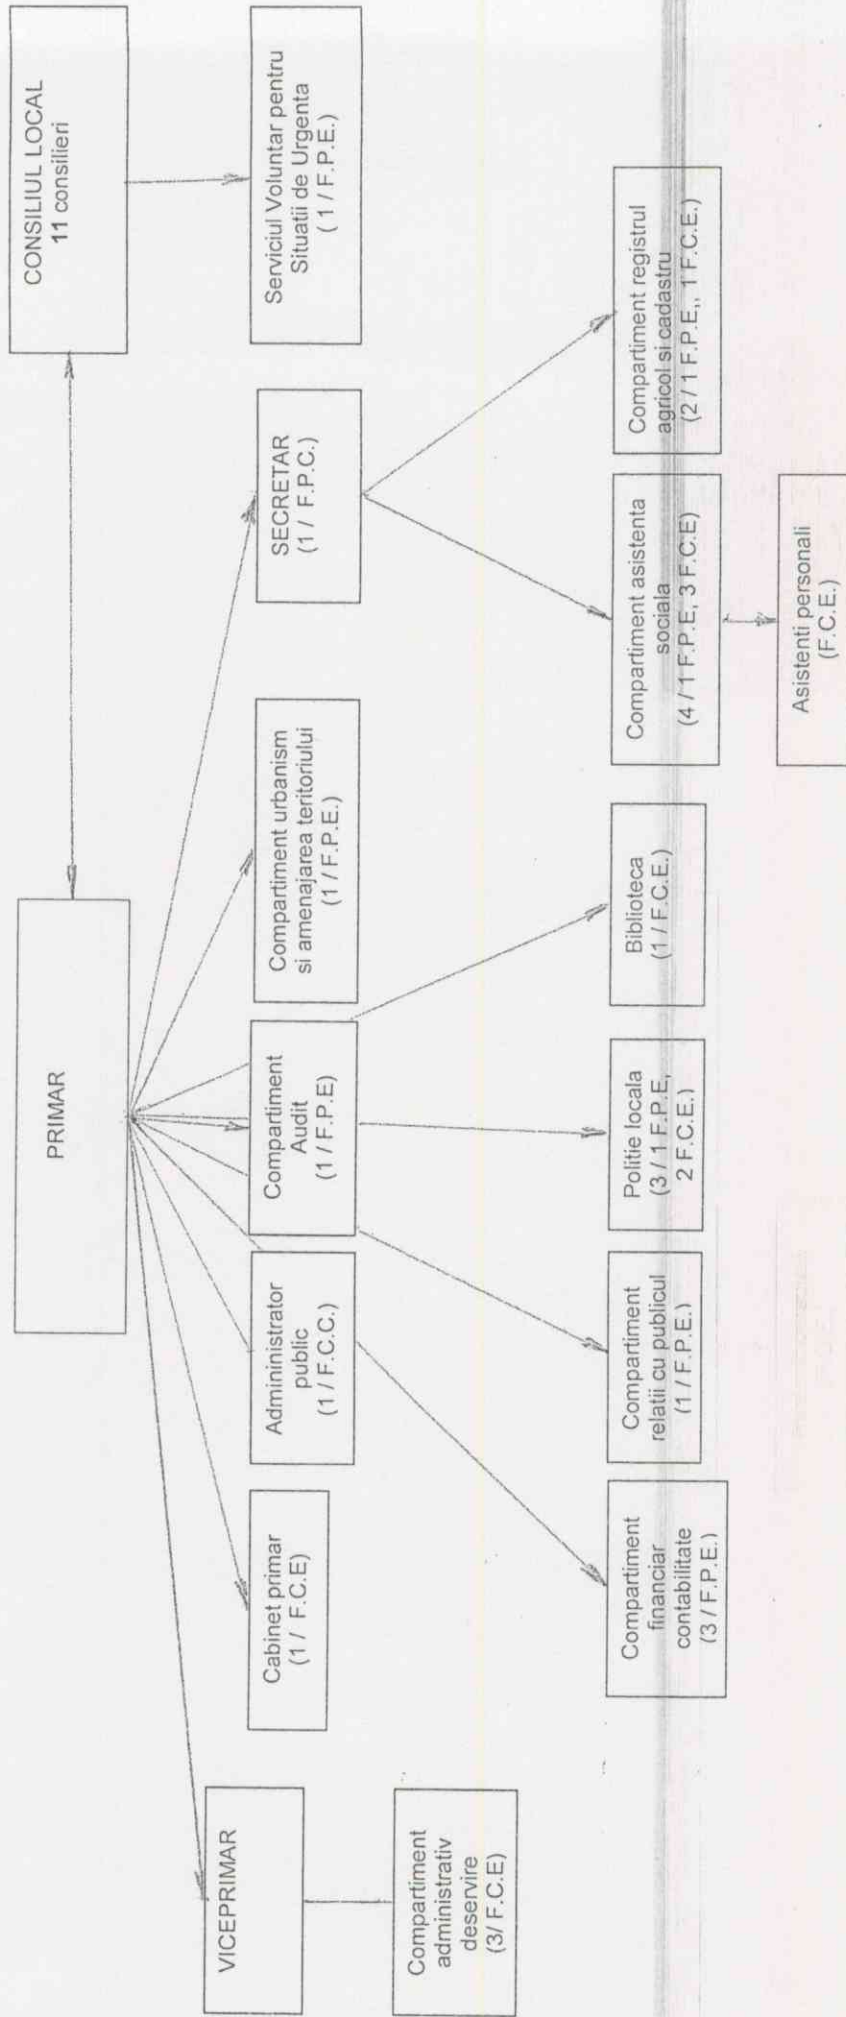 PRIMAR
CONSILIUL LOCAL
11 consilieri
VICEPRIMAR
Cabinet primar
(1 / F.C.E)
Admininistrator
public
(1 / F.C.C.)
Compartiment
Audit
(1 / F.P.E)
Compartiment urbanism
si amenajarea teritoriului
(1 / F.P.E.)
SECRETAR
(1 / F.P.C.)
Serviciul Voluntar pentru
Situatii de Urgenta
( 1 / F.P.E.)
Compartiment
administrativ
deservire
(3/ F.C.E)
Compartiment
financiar
contabilitate
(3 / F.P.E.)
Compartiment
relatii cu publicul
(1 / F.P.E.)
Politie locala
(3 / 1 F.P.E,
2 F.C.E.)
Biblioteca
(1 / F.C.E.)
Compartiment asistenta
sociala
(4 / 1 F.P.E, 3 F.C.E)
Compartiment registrul
agricol si cadastru
(2 / 1 F.P.E,, 1 F.C.E.)
Asistenti personali
(F.C.E.)